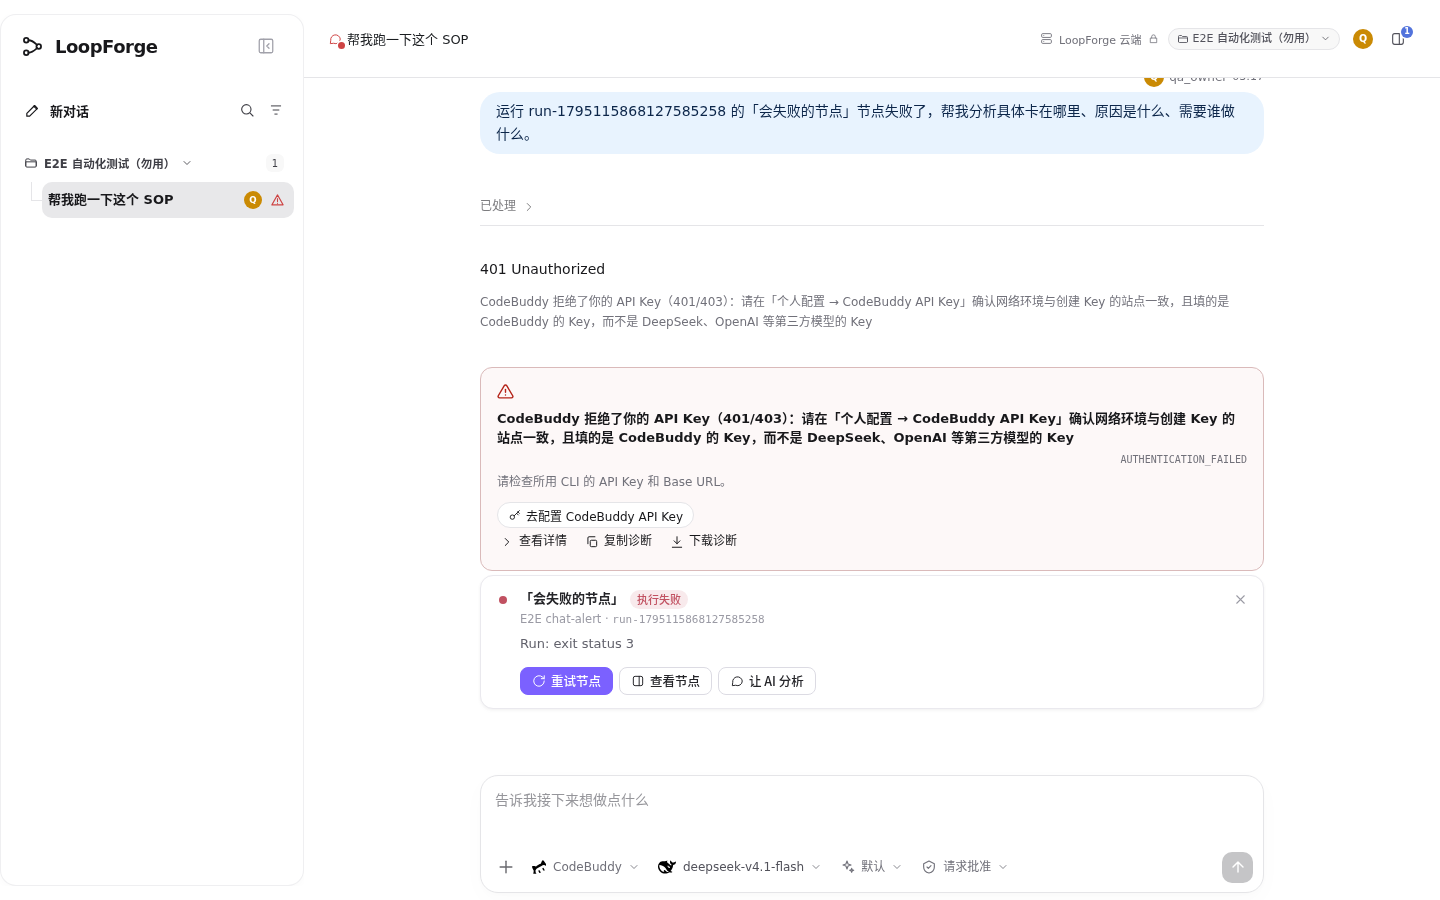 LoopForge
新对话
E2E 自动化测试（勿用）
1
帮我跑一下这个 SOP
Q
帮我跑一下这个 SOP
LoopForge 云端
E2E 自动化测试（勿用）
Q
1
运行 run-1795115868127585258 的「会失败的节点」节点失败了，帮我分析具体卡在哪里、原因是什么、需要谁做
什么。
已处理
401 Unauthorized
CodeBuddy 拒绝了你的 API Key（401/403）：请在「个人配置 → CodeBuddy API Key」确认网络环境与创建 Key 的站点一致，且填的是
CodeBuddy 的 Key，而不是 DeepSeek、OpenAI 等第三方模型的 Key
CodeBuddy 拒绝了你的 API Key（401/403）：请在「个人配置 → CodeBuddy API Key」确认网络环境与创建 Key 的
站点一致，且填的是 CodeBuddy 的 Key，而不是 DeepSeek、OpenAI 等第三方模型的 Key
AUTHENTICATION_FAILED
请检查所用 CLI 的 API Key 和 Base URL。
去配置 CodeBuddy API Key
查看详情 复制诊断 下载诊断
「会失败的节点」 执行失败
E2E chat-alert · run-1795115868127585258
Run: exit status 3
重试节点 查看节点 让 AI 分析
告诉我接下来想做点什么
CodeBuddy deepseek-v4.1-flash 默认 请求批准